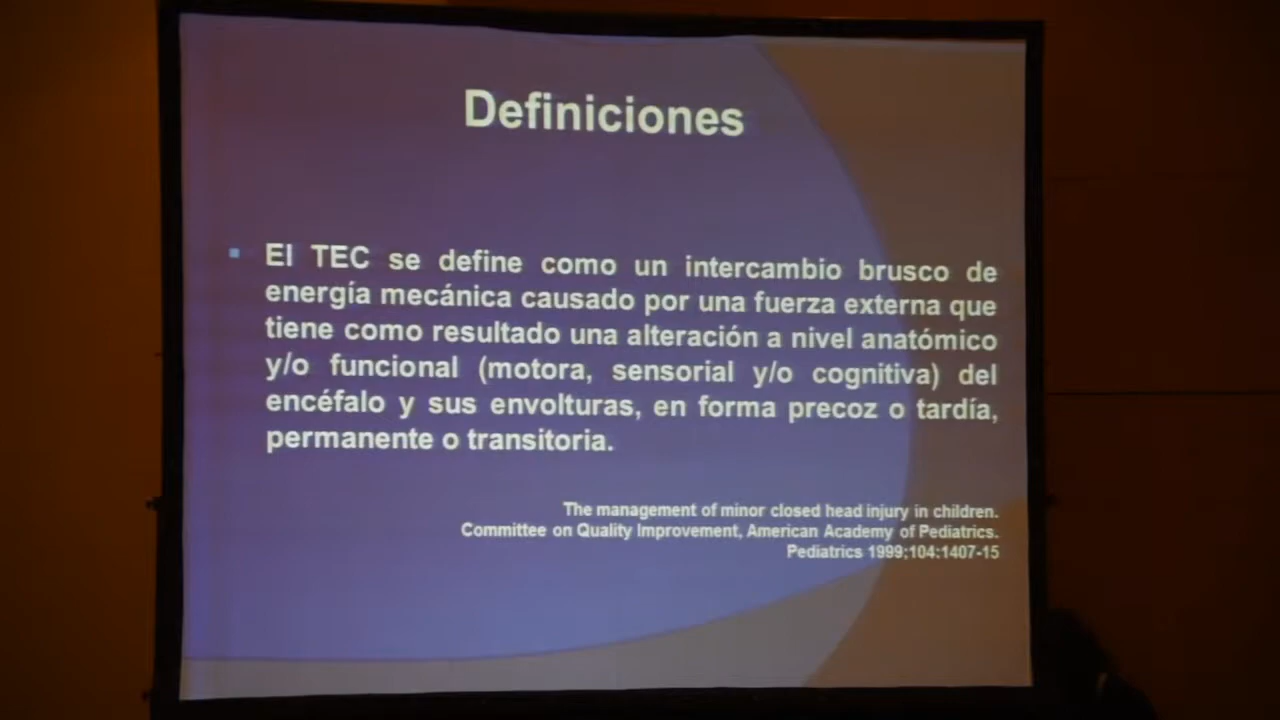 Definiciones
El TEC se define como un intercambio brusco de
energía mecánica causado por una fuerza externa que
tiene como resultado una alteración a nivel anatómico
y/o funcional (motora, sensorial y/o cognitiva) del
encéfalo y sus envolturas, en forma precoz o tardía,
permanente o transitoria.
The management of minor closed head injury in children.
Committee on Quality Improvement, American Academy of Pediatrics.
Pediatrics 1999;104:1407-15